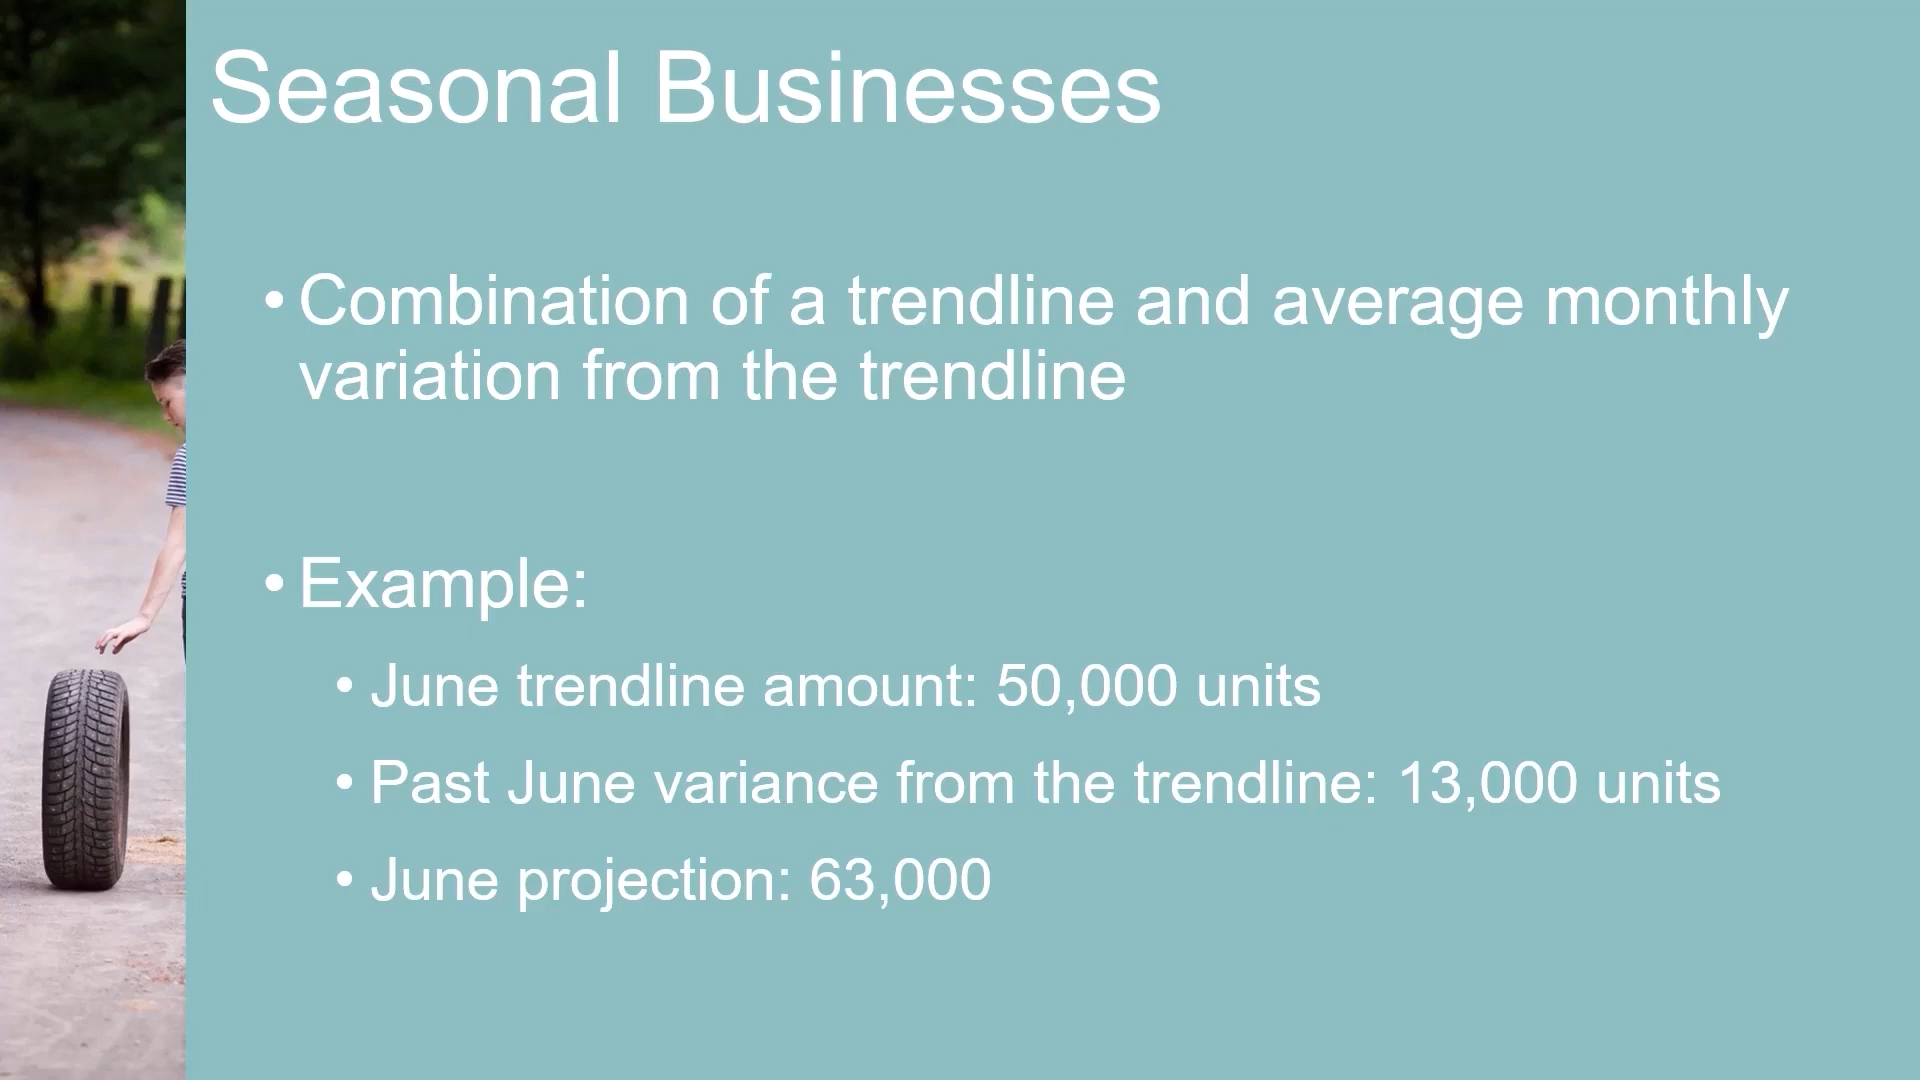 Seasonal Businesses
• Combination of a trendline and average monthly
variation from the trendline
• Example:
• June trendline amount: 50,000 units
• Past June variance from the trendline: 13,000 units
• June projection: 63,000